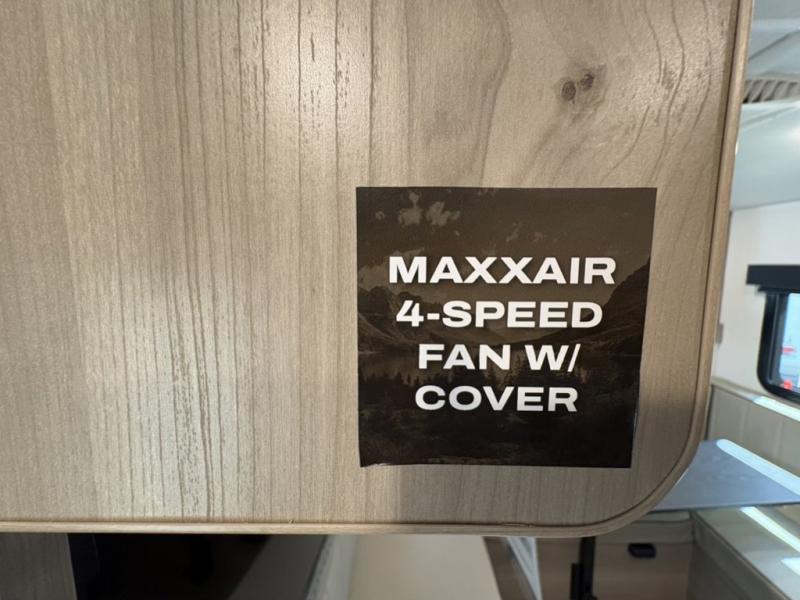 MAXXAIR
4-SPEED
FAN W/
COVER